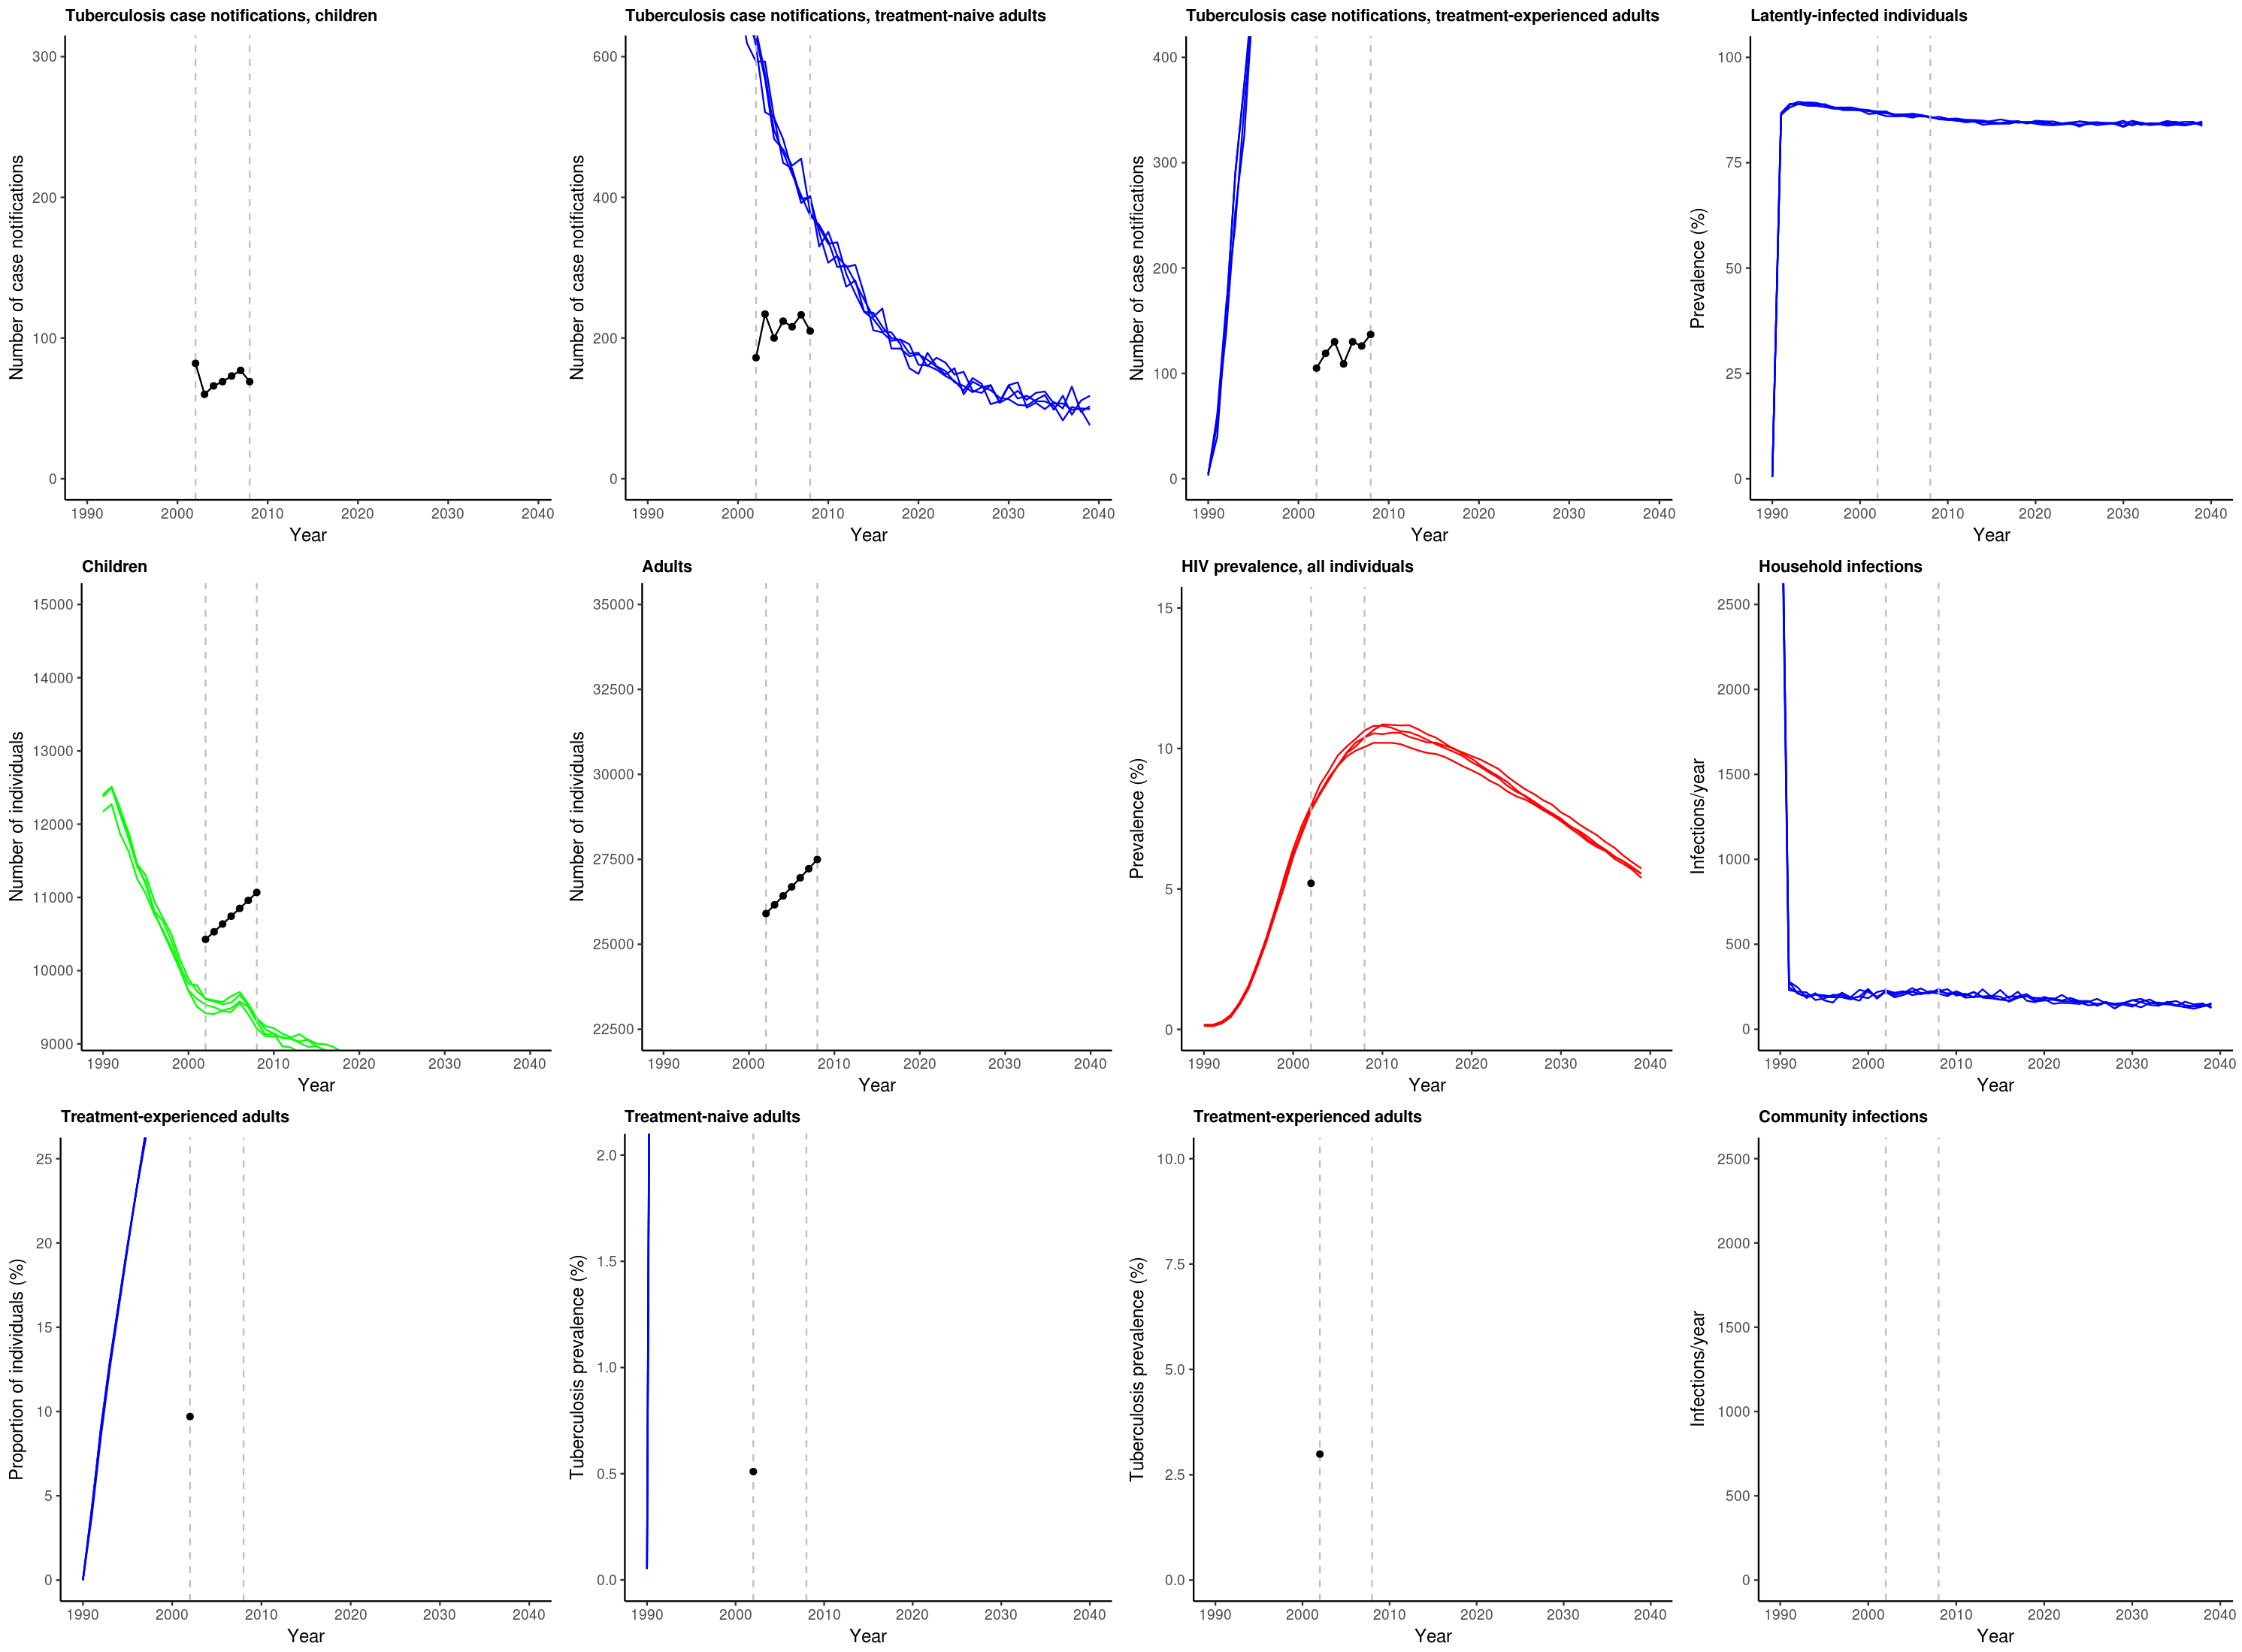 Tuberculosis case notifications, children
Tuberculosis case notifications, treatment-naive adults
Tuberculosis case notifications, treatment-experienced adults
Latently-infected individuals
Number of case notifications
300
200
100
0
1990 2000 2010 2020 2030 2040
Year
Number of case notifications
600
400
200
0
1990 2000 2010 2020 2030 2040
Year
Number of case notifications
400
300
200
100
0
1990 2000 2010 2020 2030 2040
Year
Prevalence (%)
100
75
50
25
0
1990 2000 2010 2020 2030 2040
Year
Children
Adults
HIV prevalence, all individuals
Household infections
Number of individuals
15000
14000
13000
12000
11000
10000
9000
1990 2000 2010 2020 2030 2040
Year
Number of individuals
35000
32500
30000
27500
25000
22500
1990 2000 2010 2020 2030 2040
Year
Prevalence (%)
15
10
5
0
1990 2000 2010 2020 2030 2040
Year
Infections/year
2500
2000
1500
1000
500
0
1990 2000 2010 2020 2030 2040
Year
Treatment-experienced adults
Treatment-naive adults
Treatment-experienced adults
Community infections
Proportion of individuals (%)
25
20
15
10
5
0
1990 2000 2010 2020 2030 2040
Year
Tuberculosis prevalence (%)
2.0
1.5
1.0
0.5
0.0
1990 2000 2010 2020 2030 2040
Year
Tuberculosis prevalence (%)
10.0
7.5
5.0
2.5
0.0
1990 2000 2010 2020 2030 2040
Year
Infections/year
2500
2000
1500
1000
500
0
1990 2000 2010 2020 2030 2040
Year